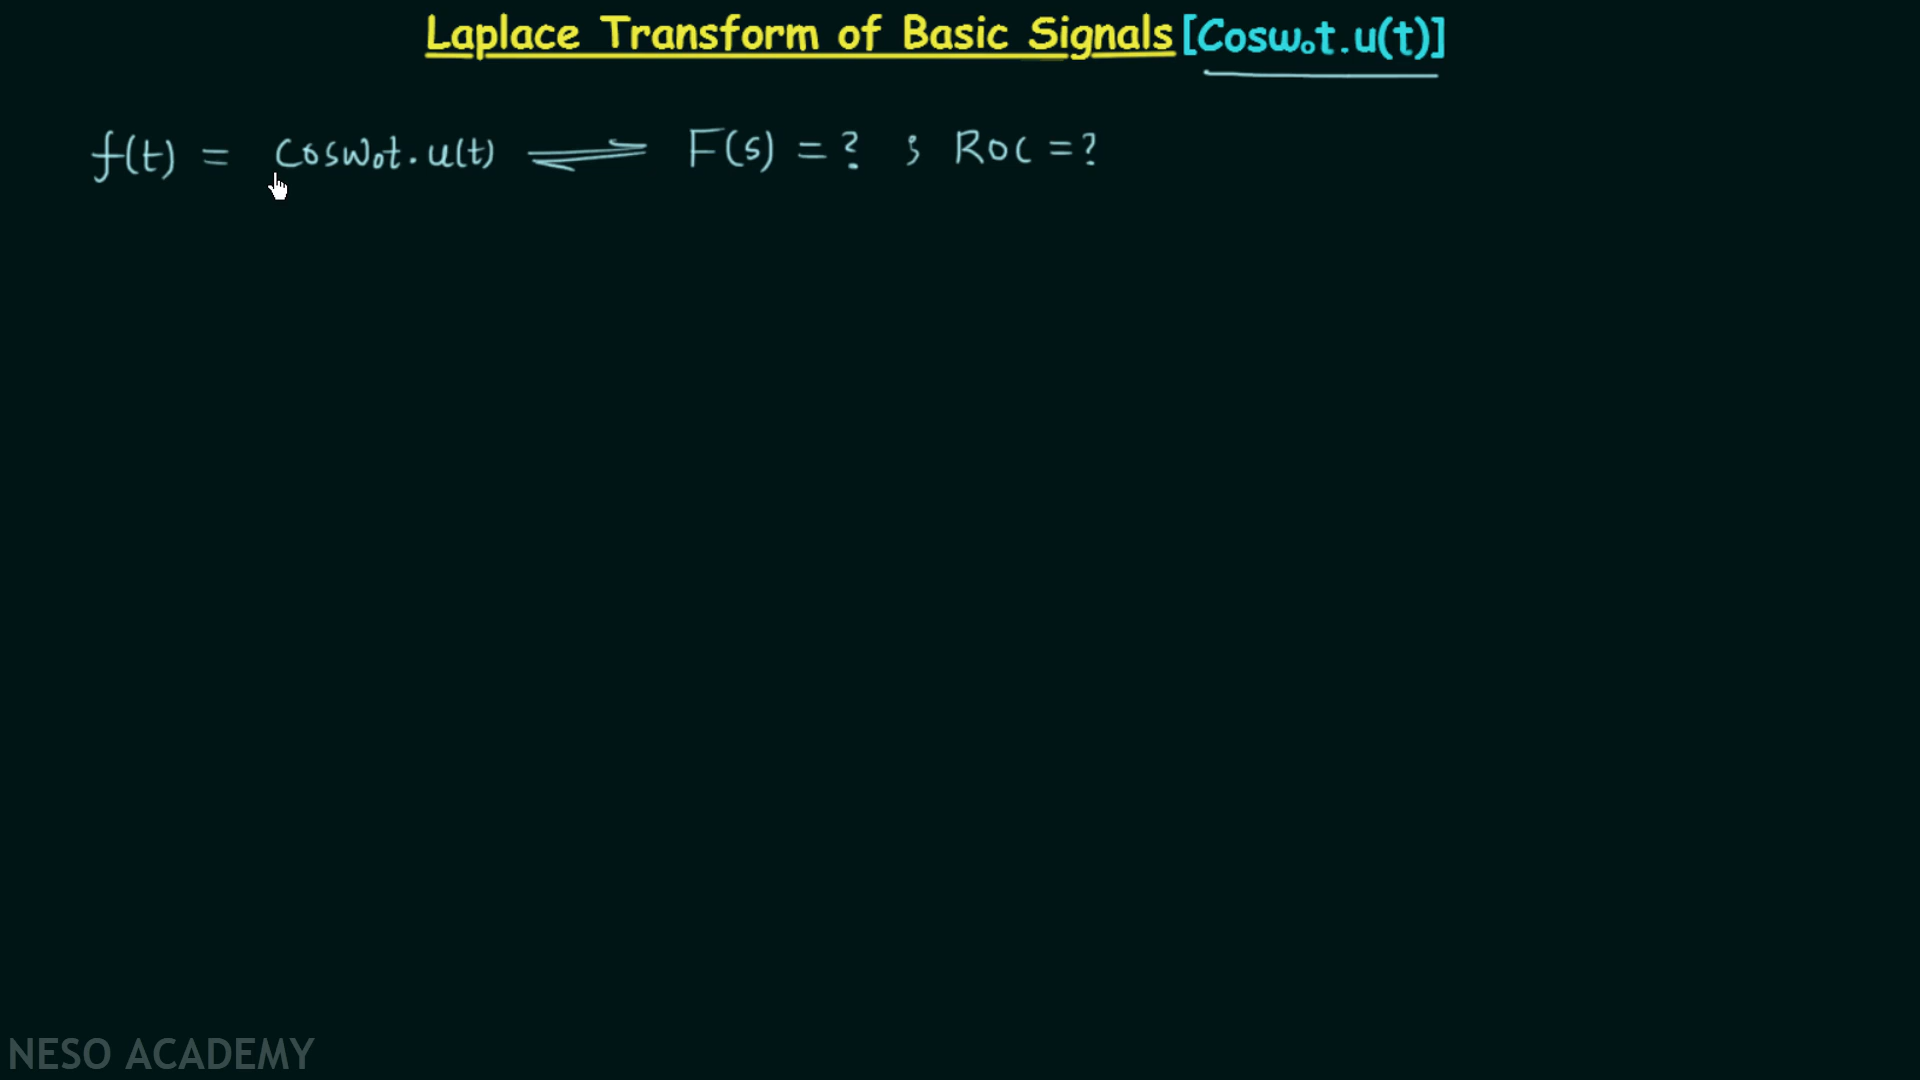 Laplace Transform of Basic Signals [Cosω₀t.u(t)]
f(t) = Cosω₀t.u(t) ⇌ F(s) = ? ; ROC = ?
NESO ACADEMY